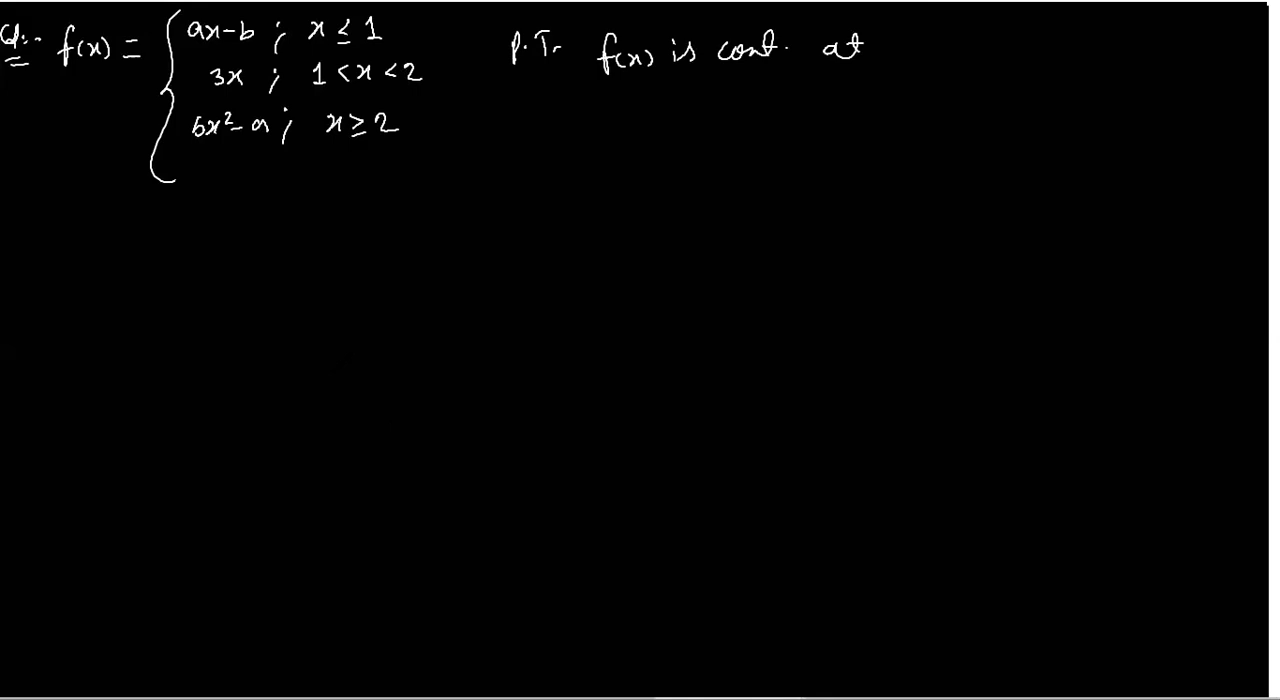 Q:- f(x) = { ax-b ; x ≤ 1 P.T. f(x) is cont. at
3x ; 1 < x < 2
bx²- a ; x ≥ 2